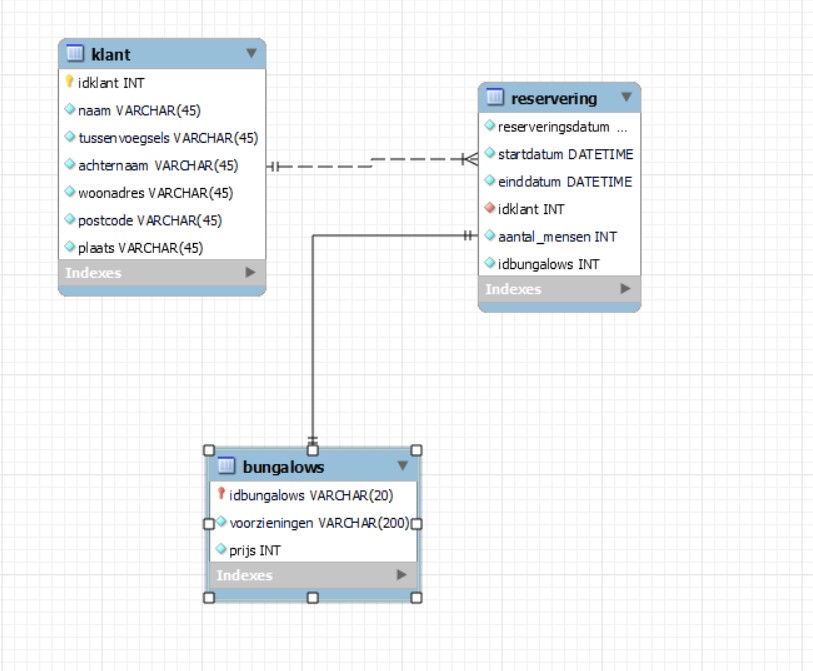 klant
idklant INT
naam VARCHAR(45)
tussenvoegsels VARCHAR(45)
achternaam VARCHAR(45)
woonadres VARCHAR(45)
postcode VARCHAR(45)
plaats VARCHAR(45)
Indexes
reservering
reserveringsdatum ...
startdatum DATETIME
einddatum DATETIME
idklant INT
aantal_mensen INT
idbungalows INT
Indexes
bungalows
idbungalows VARCHAR(20)
voorzieningen VARCHAR(200)
prijs INT
Indexes